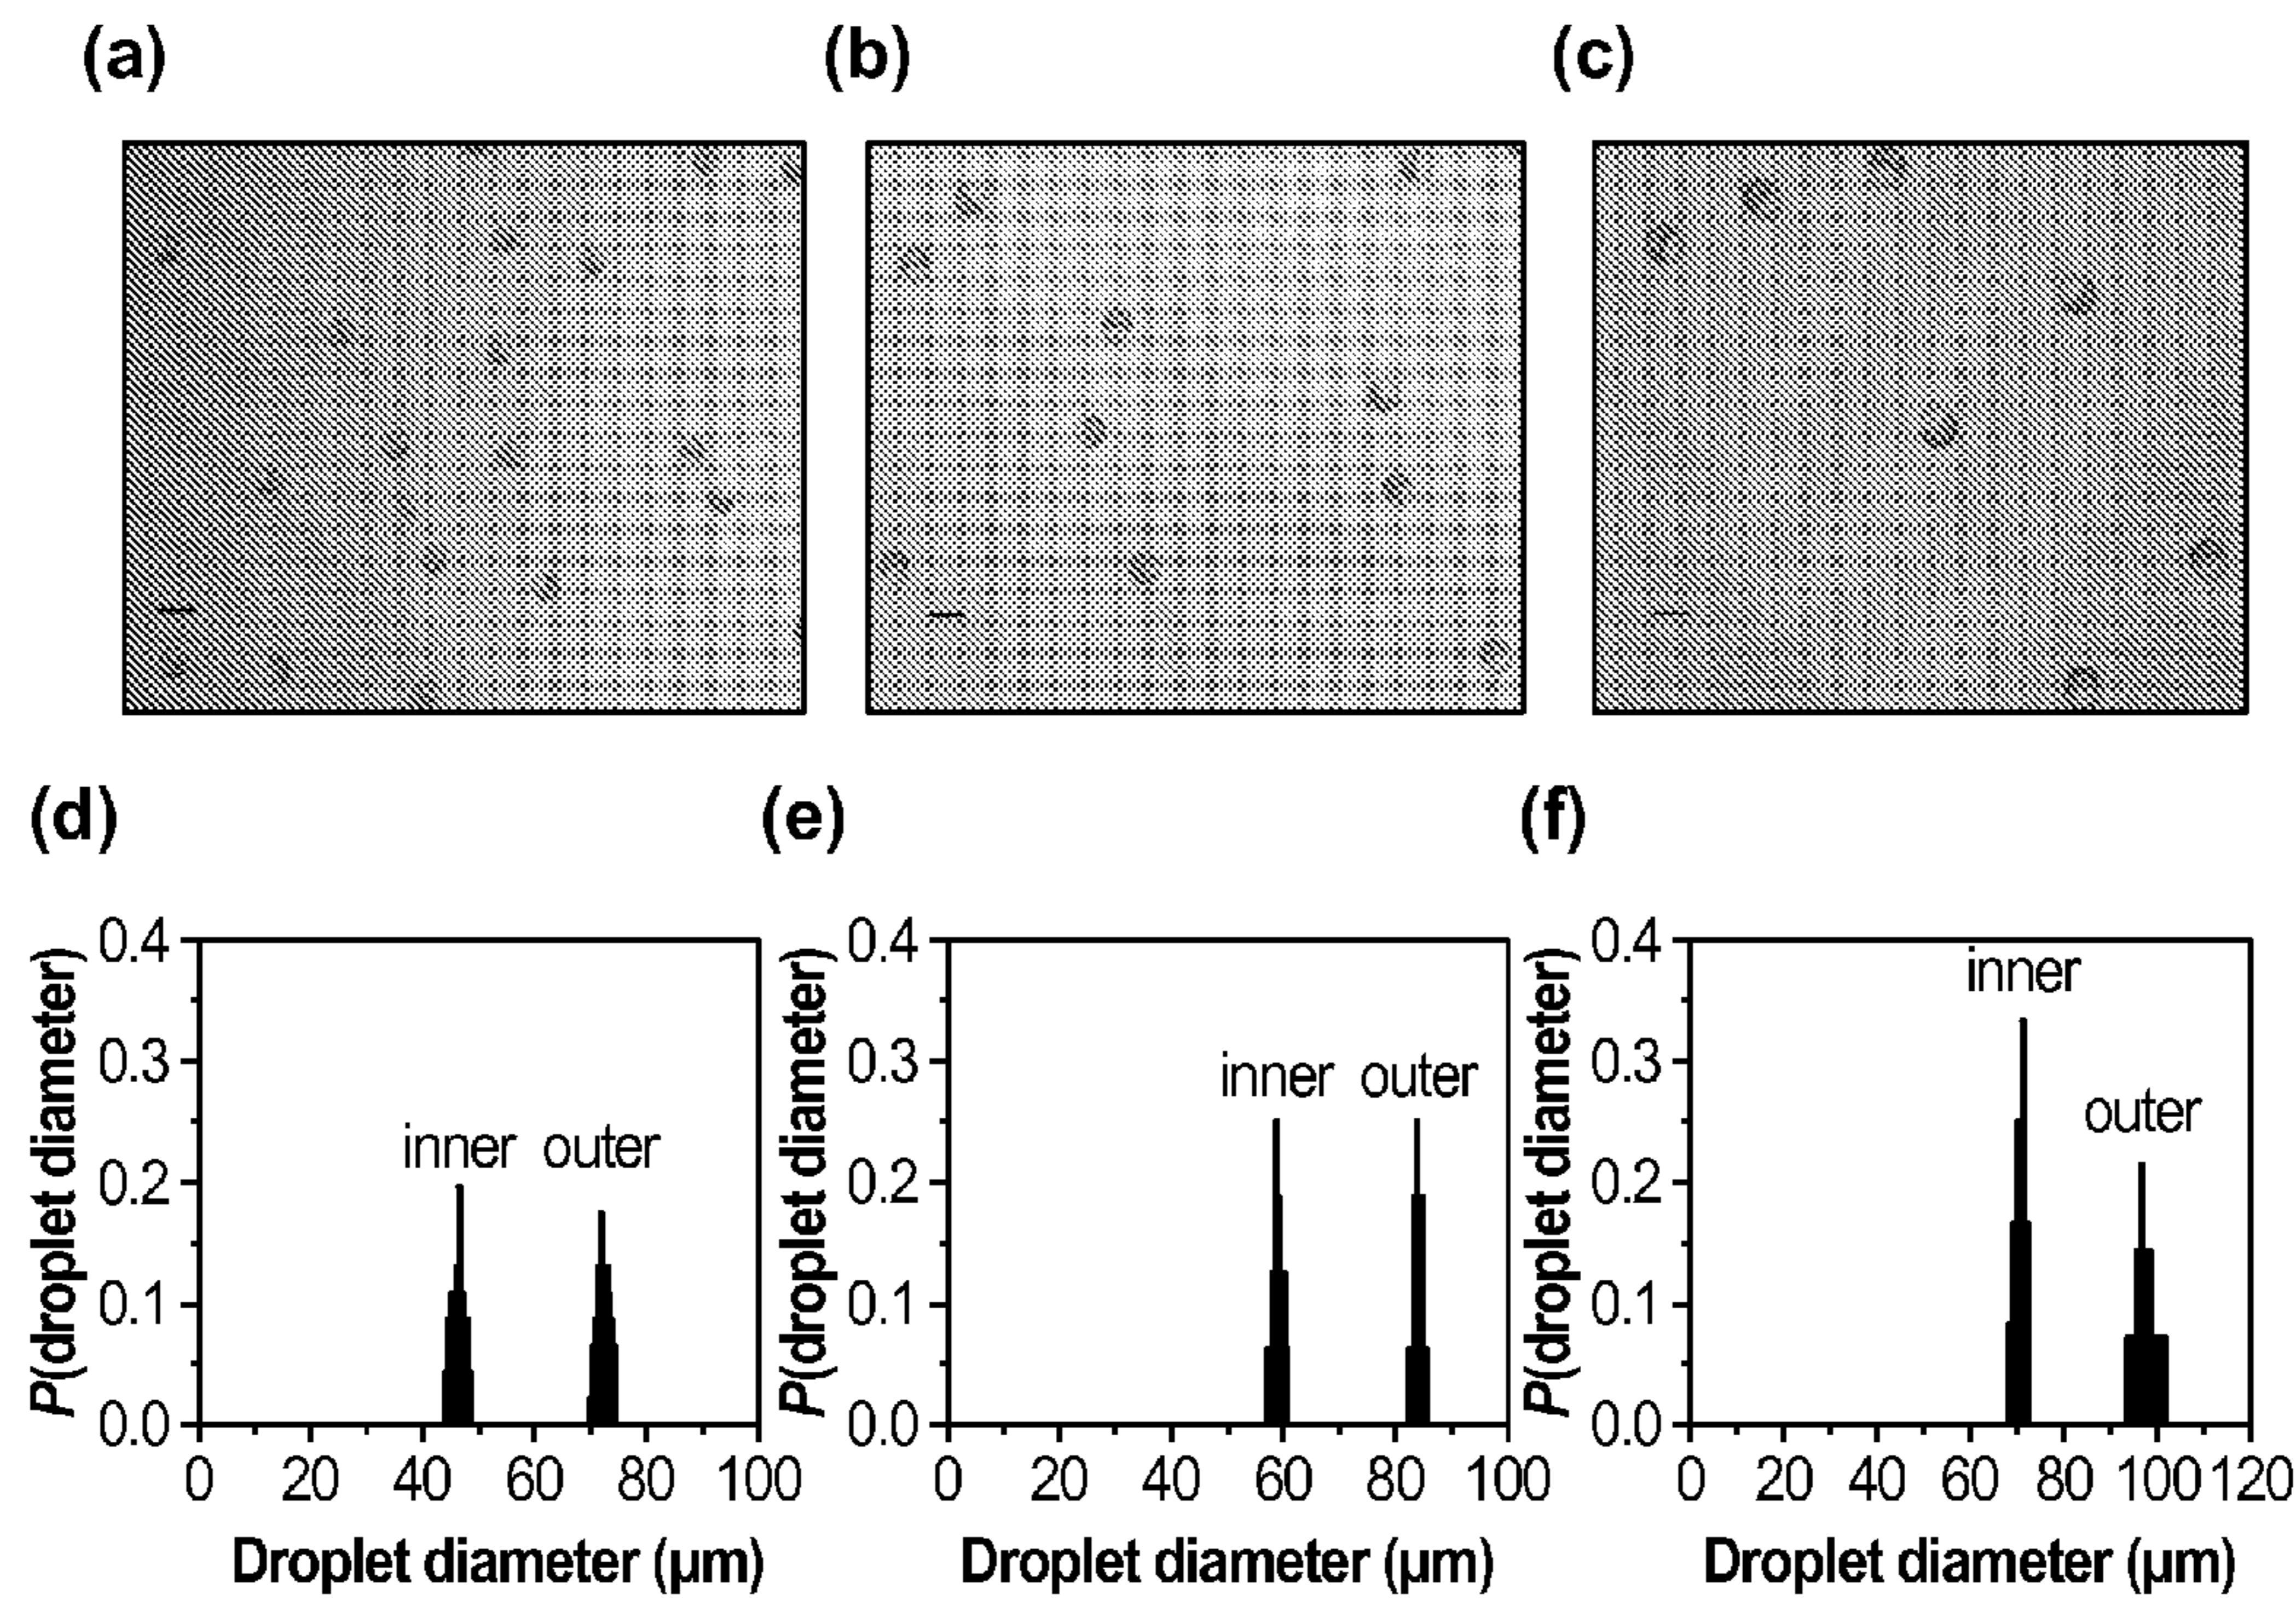 (a) (b) (c)
(d) (e) (f)
P(droplet diameter)
0.4
0.3
0.2
0.1
0.0
inner outer
0 20 40 60 80 100
Droplet diameter (µm)
P(droplet diameter)
0.4
0.3
0.2
0.1
0.0
inner outer
0 20 40 60 80 100
Droplet diameter (µm)
P(droplet diameter)
0.4
0.3
0.2
0.1
0.0
inner
outer
0 20 40 60 80 100 120
Droplet diameter (µm)